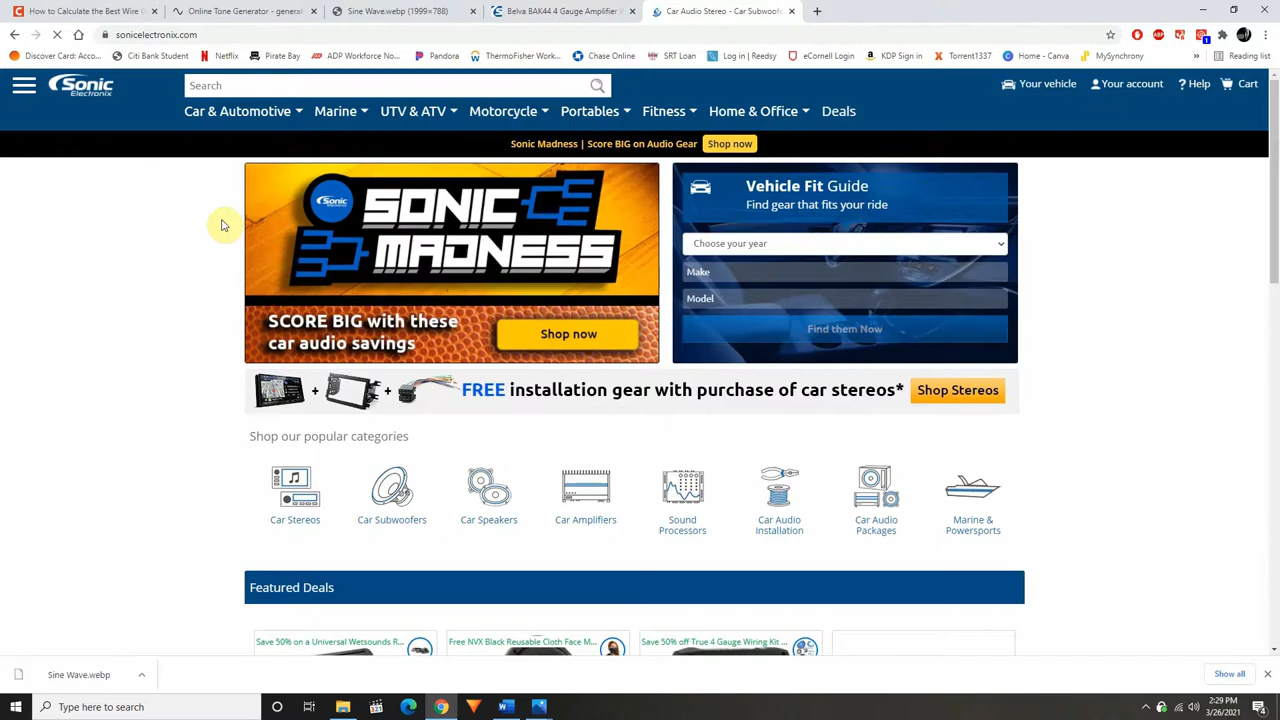 How to Calculate the Best Wire G
Online Tone Generator - generat
Sine Wave.webp (1999×788)
Belva BAK44 4 Gauge Amplifier W
Car Audio Stereo - Car Subwoofe
sonicelectronix.com
Discover Card: Acco...
Citi Bank Student
Netflix
Pirate Bay
ADP Workforce No...
Pandora
ThermoFisher Work...
Chase Online
SRT Loan
Log in | Reedsy
eCornell Login
KDP Sign in
Torrent1337
Home - Canva
MySynchrony
»
Reading list
Sonic
Electronix
Search
Your vehicle
Your account
? Help
Cart
Car & Automotive
Marine
UTV & ATV
Motorcycle
Portables
Fitness
Home & Office
Deals
Sonic Madness | Score BIG on Audio Gear
Shop now
Sonic
Electronix
SONIC
MADNESS
SCORE BIG with these
car audio savings
Shop now
Vehicle Fit Guide
Find gear that fits your ride
Choose your year
Make
Model
Find them Now
+ +
FREE installation gear with purchase of car stereos*
Shop Stereos
Shop our popular categories
Car Stereos
Car Subwoofers
Car Speakers
Car Amplifiers
Sound
Processors
Car Audio
Installation
Car Audio
Packages
Marine &
Powersports
Featured Deals
Save 50% on a Universal Wetsounds R...
Free NVX Black Reusable Cloth Face M...
Save 50% off True 4 Gauge Wiring Kit ...
Sine Wave.webp
Show all
Type here to search
2:29 PM
3/26/2021
4